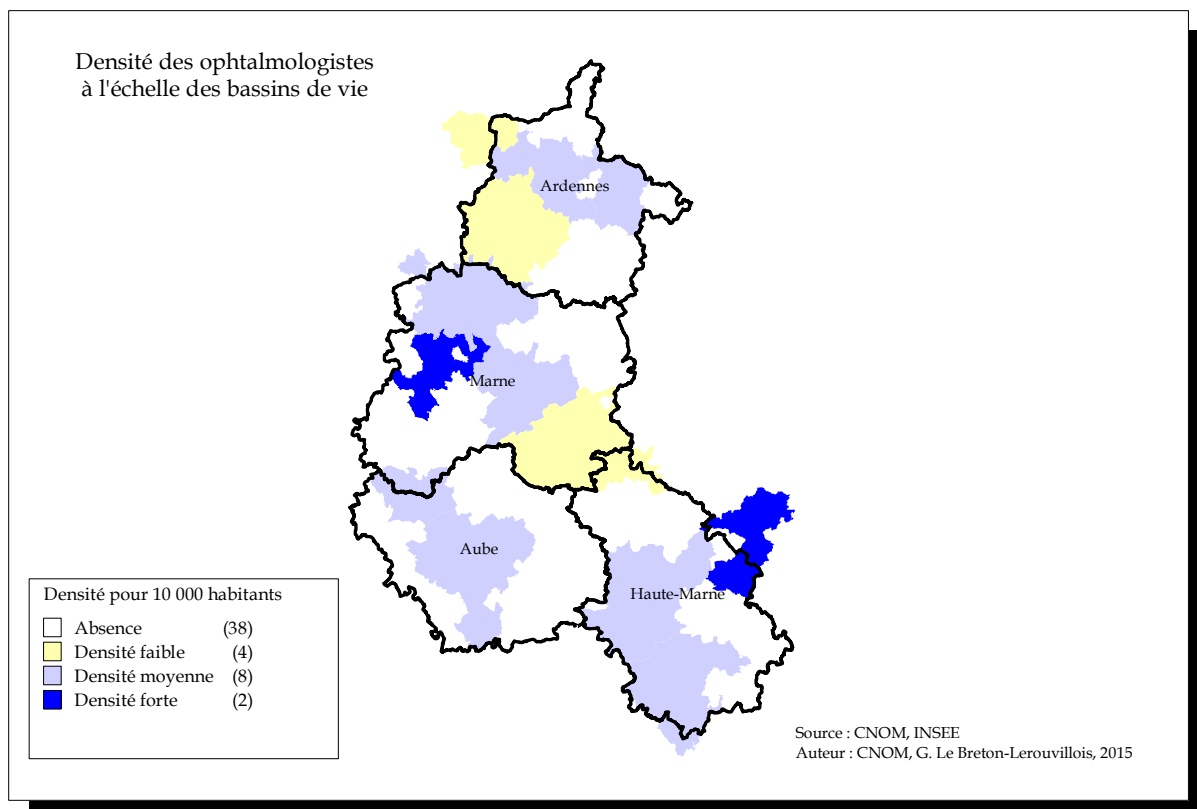 Densité des ophtalmologistes
à l'échelle des bassins de vie
Ardennes
Marne
Aube
Haute-Marne
Densité pour 10 000 habitants
Absence (38)
Densité faible (4)
Densité moyenne (8)
Densité forte (2)
Source : CNOM, INSEE
Auteur : CNOM, G. Le Breton-Lerouvillois, 2015